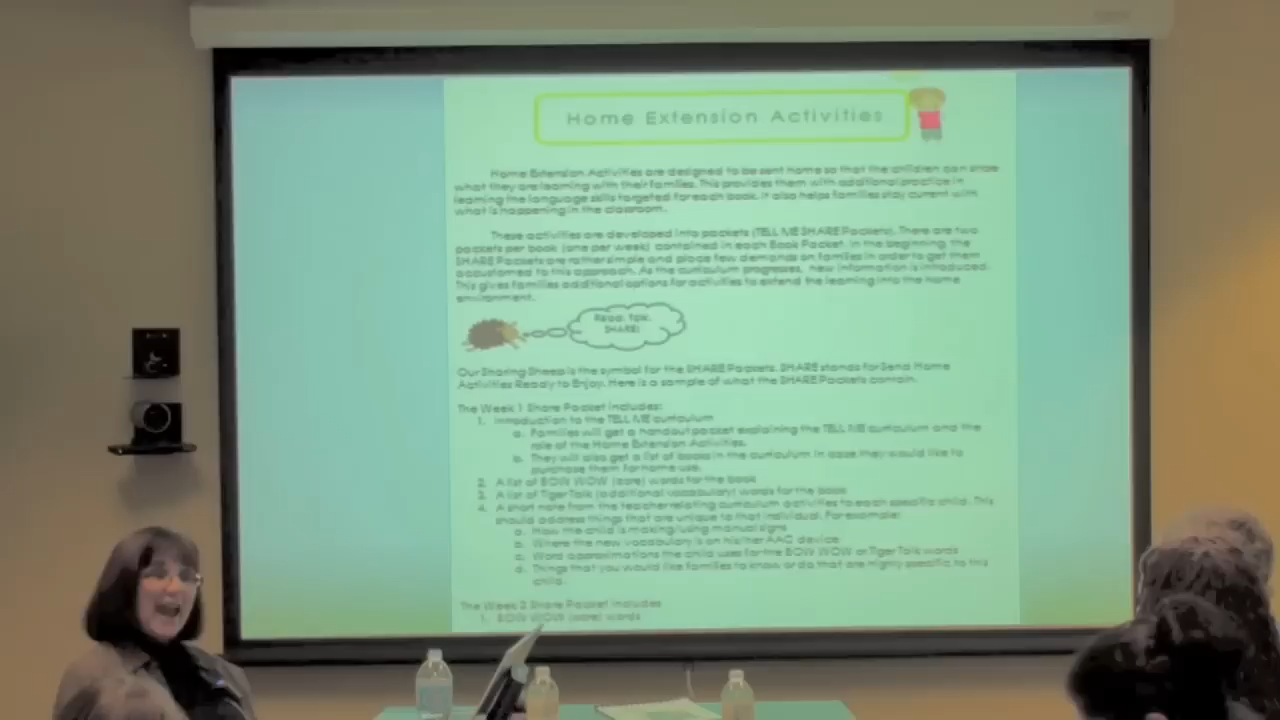 Home Extension Activities
Home Extension Activities are designed to be sent home so that the children can share
what they are learning with their families. This provides them with additional practice in
learning the language skills targeted for each book. It also helps families stay current with
what is happening in the classroom.
These activities are developed into packets (TELL ME SHARE Packets). There are two
packets per book (one per week) contained in each Book Packet. In the beginning, the
SHARE Packets are rather simple and place few demands on families in order to get them
accustomed to this approach. As the curriculum progresses, new information is introduced.
This gives families additional options for activities to extend the learning into the home
environment.
Read. Talk.
SHARE!
Our Sharing Sheep is the symbol for the SHARE Packets. SHARE stands for Send Home
Activities Ready to Enjoy. Here is a sample of what the SHARE Packets contain.
The Week 1 Share Packet includes:
1. Introduction to the TELL ME curriculum
a. Families will get a handout packet explaining the TELL ME curriculum and the
role of the Home Extension Activities.
b. They will also get a list of books in the curriculum in case they would like to
purchase them for home use.
2. A list of BOW WOW (core) words for the book
3. A list of Tiger Talk (additional vocabulary) words for the book
4. A short note from the teacher relating curriculum activities to each specific child. This
should address things that are unique to that individual. For example:
a. How the child is making/using manual signs
b. Where the new vocabulary is on his/her AAC device
c. Word approximations the child uses for the BOW WOW or Tiger Talk words
d. Things that you would like families to know or do that are highly specific to this
child.
The Week 2 Share Packet includes
1. BOW WOW (core) words